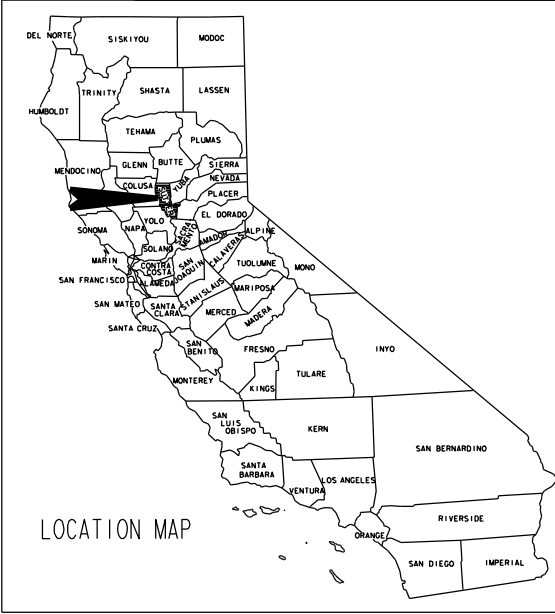 DEL NORTE
SISKIYOU
MODOC
TRINITY
SHASTA
LASSEN
HUMBOLDT
TEHAMA
PLUMAS
MENDOCINO
GLENN
BUTTE
SIERRA
NEVADA
COLUSA
YUBA
PLACER
SONOMA
NAPA
YOLO
EL DORADO
SACRA
MENTO
SOLANO
AMADOR
ALPINE
MARIN
CONTRA
COSTA
SAN
JOAQUIN
CALAVERAS
TUOLUMNE
MONO
SAN FRANCISCO
ALAMEDA
STANISLAUS
MARIPOSA
SAN MATEO
SANTA
CLARA
MERCED
MADERA
SANTA CRUZ
SAN
BENITO
FRESNO
INYO
MONTEREY
KINGS
TULARE
SAN
LUIS
OBISPO
KERN
SAN BERNARDINO
SANTA
BARBARA
VENTURA
LOS ANGELES
LOCATION MAP
ORANGE
RIVERSIDE
SAN DIEGO
IMPERIAL